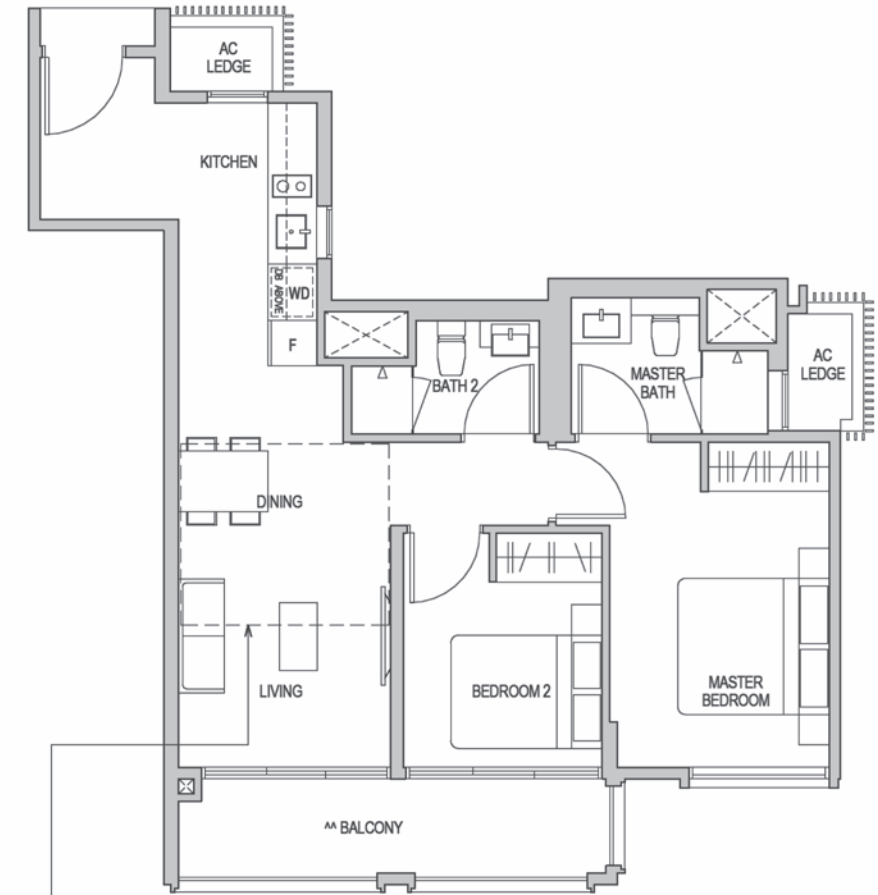 AC
LEDGE
KITCHEN
DB ABOVE
WD
F
BATH 2
MASTER
BATH
AC
LEDGE
DINING
LIVING
BEDROOM 2
MASTER
BEDROOM
^^ BALCONY